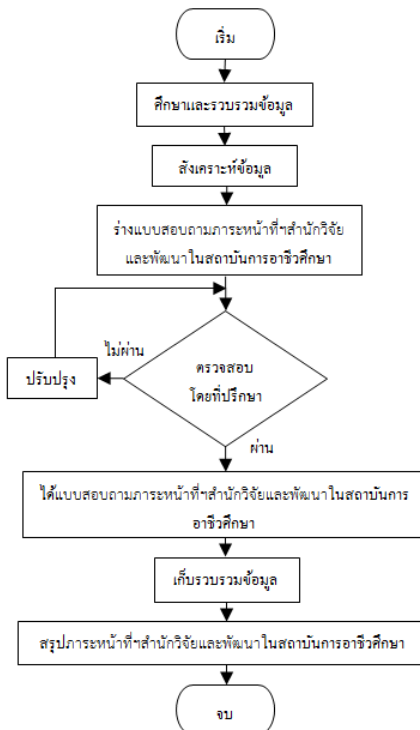 เริ่ม
ศึกษาและรวบรวมข้อมูล
สังเคราะห์ข้อมูล
ร่างแบบสอบถามภาระหน้าที่ฯสำนักวิจัย
และพัฒนาในสถาบันการอาชีวศึกษา
ไม่ผ่าน
ปรับปรุง
ตรวจสอบ
โดยที่ปรึกษา
ผ่าน
ได้แบบสอบถามภาระหน้าที่ฯสำนักวิจัยและพัฒนาในสถาบันการ
อาชีวศึกษา
เก็บรวบรวมข้อมูล
สรุปภาระหน้าที่ฯสำนักวิจัยและพัฒนาในสถาบันการอาชีวศึกษา
จบ